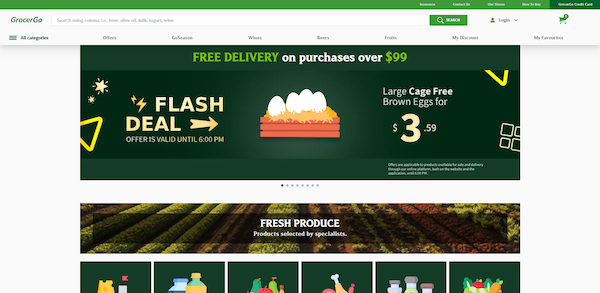 Assurance Contact Us Our Stores How To Buy GrocerGo Credit Card
GrocerGo
Search using comma, i.e. bose, olive oil, milk, yogurt, wine
SEARCH
Login
0
All categories Offers GoSeason Wines Beers Fruits My Discount My Favourites
FREE DELIVERY on purchases over $99
FLASH
DEAL
OFFER IS VALID UNTIL 6:00 PM
Large Cage Free
Brown Eggs for
$ 3 .59
Offers are applicable to products available for sale and delivery
through our online platform, both on the website and the
application, until 6:00 PM.
FRESH PRODUCE
Products selected by specialists.